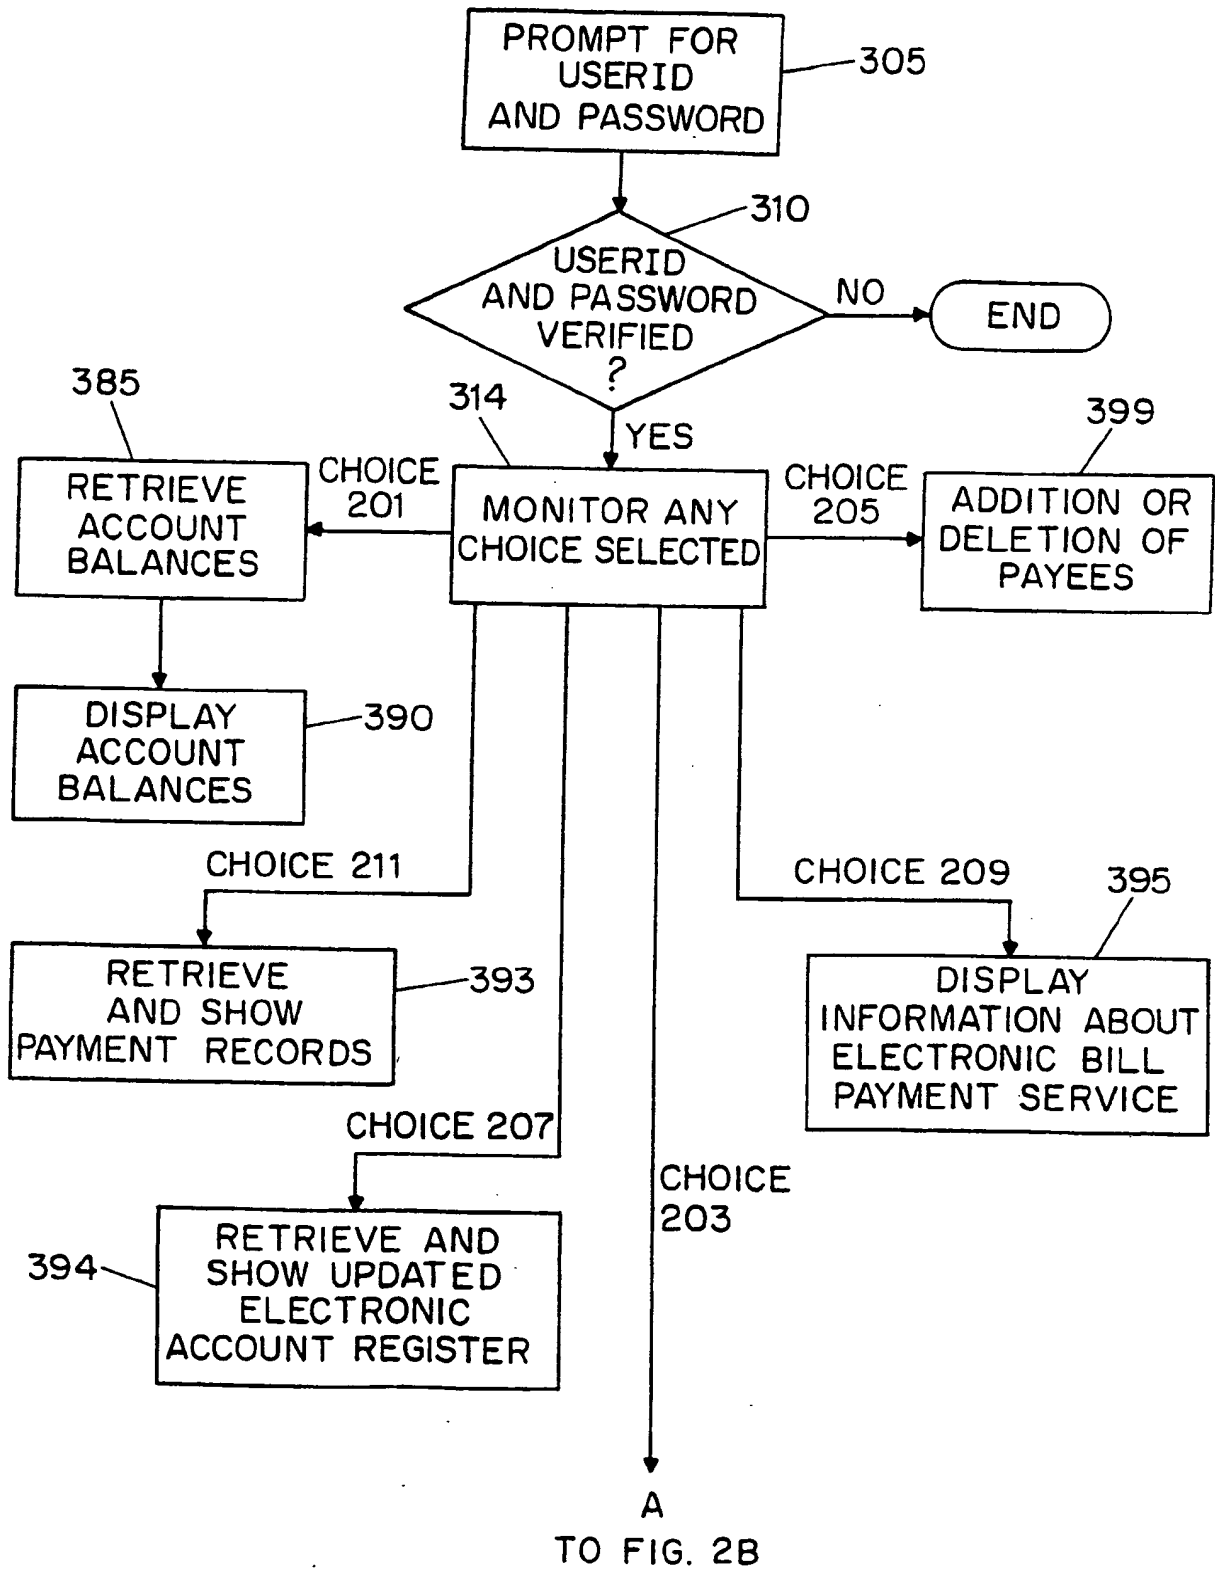 PROMPT FOR
USERID
AND PASSWORD
305
310
USERID
AND PASSWORD
VERIFIED
?
NO
END
YES
385
314
399
RETRIEVE
ACCOUNT
BALANCES
CHOICE
201
MONITOR ANY
CHOICE SELECTED
CHOICE
205
ADDITION OR
DELETION OF
PAYEES
DISPLAY
ACCOUNT
BALANCES
390
CHOICE 211
RETRIEVE
AND SHOW
PAYMENT RECORDS
393
CHOICE 209
395
DISPLAY
INFORMATION ABOUT
ELECTRONIC BILL
PAYMENT SERVICE
CHOICE 207
394
RETRIEVE AND
SHOW UPDATED
ELECTRONIC
ACCOUNT REGISTER
CHOICE
203
A
TO FIG. 2B